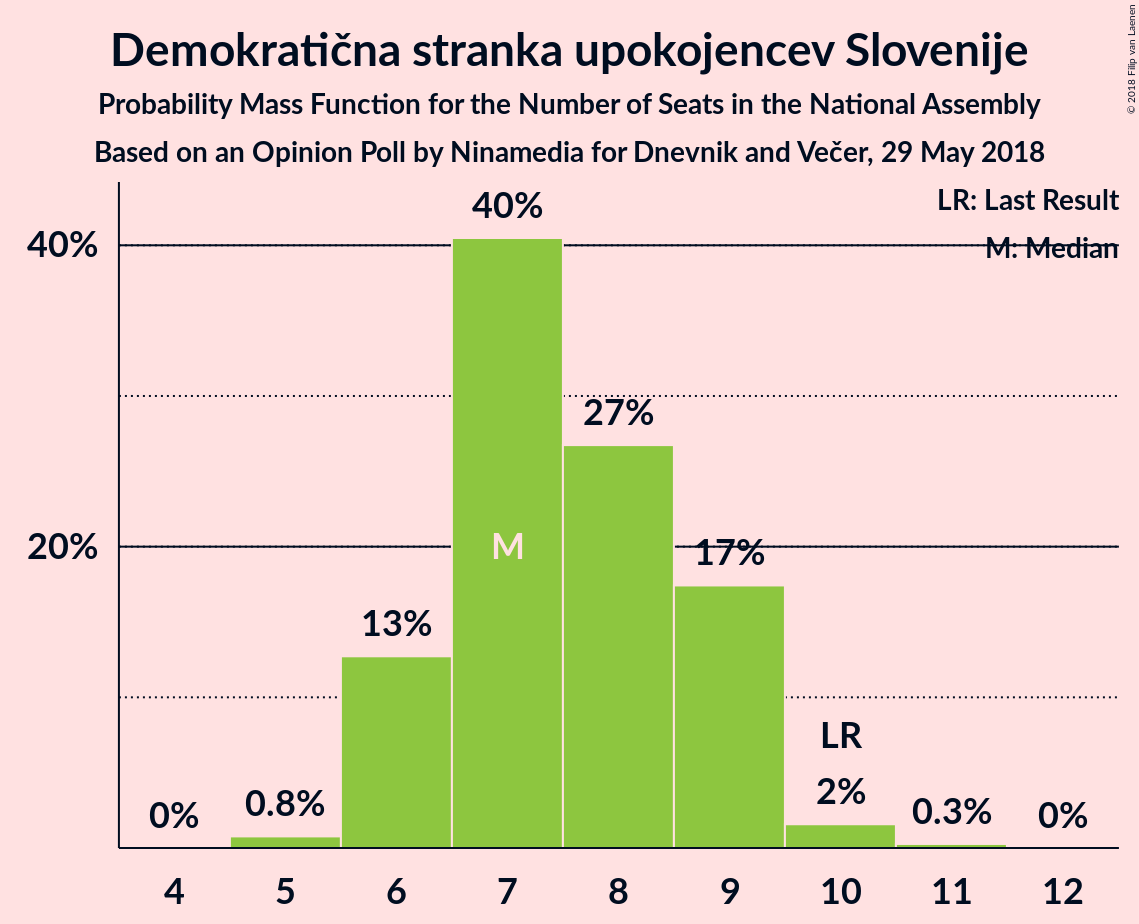 Demokratična stranka upokojencev Slovenije
Probability Mass Function for the Number of Seats in the National Assembly
Based on an Opinion Poll by Ninamedia for Dnevnik and Večer, 29 May 2018
© 2018 Filip van Laenen
LR: Last Result
M: Median
40%
20%
0%
0.8%
13%
40%
M
27%
17%
LR
2%
0.3%
0%
4 5 6 7 8 9 10 11 12